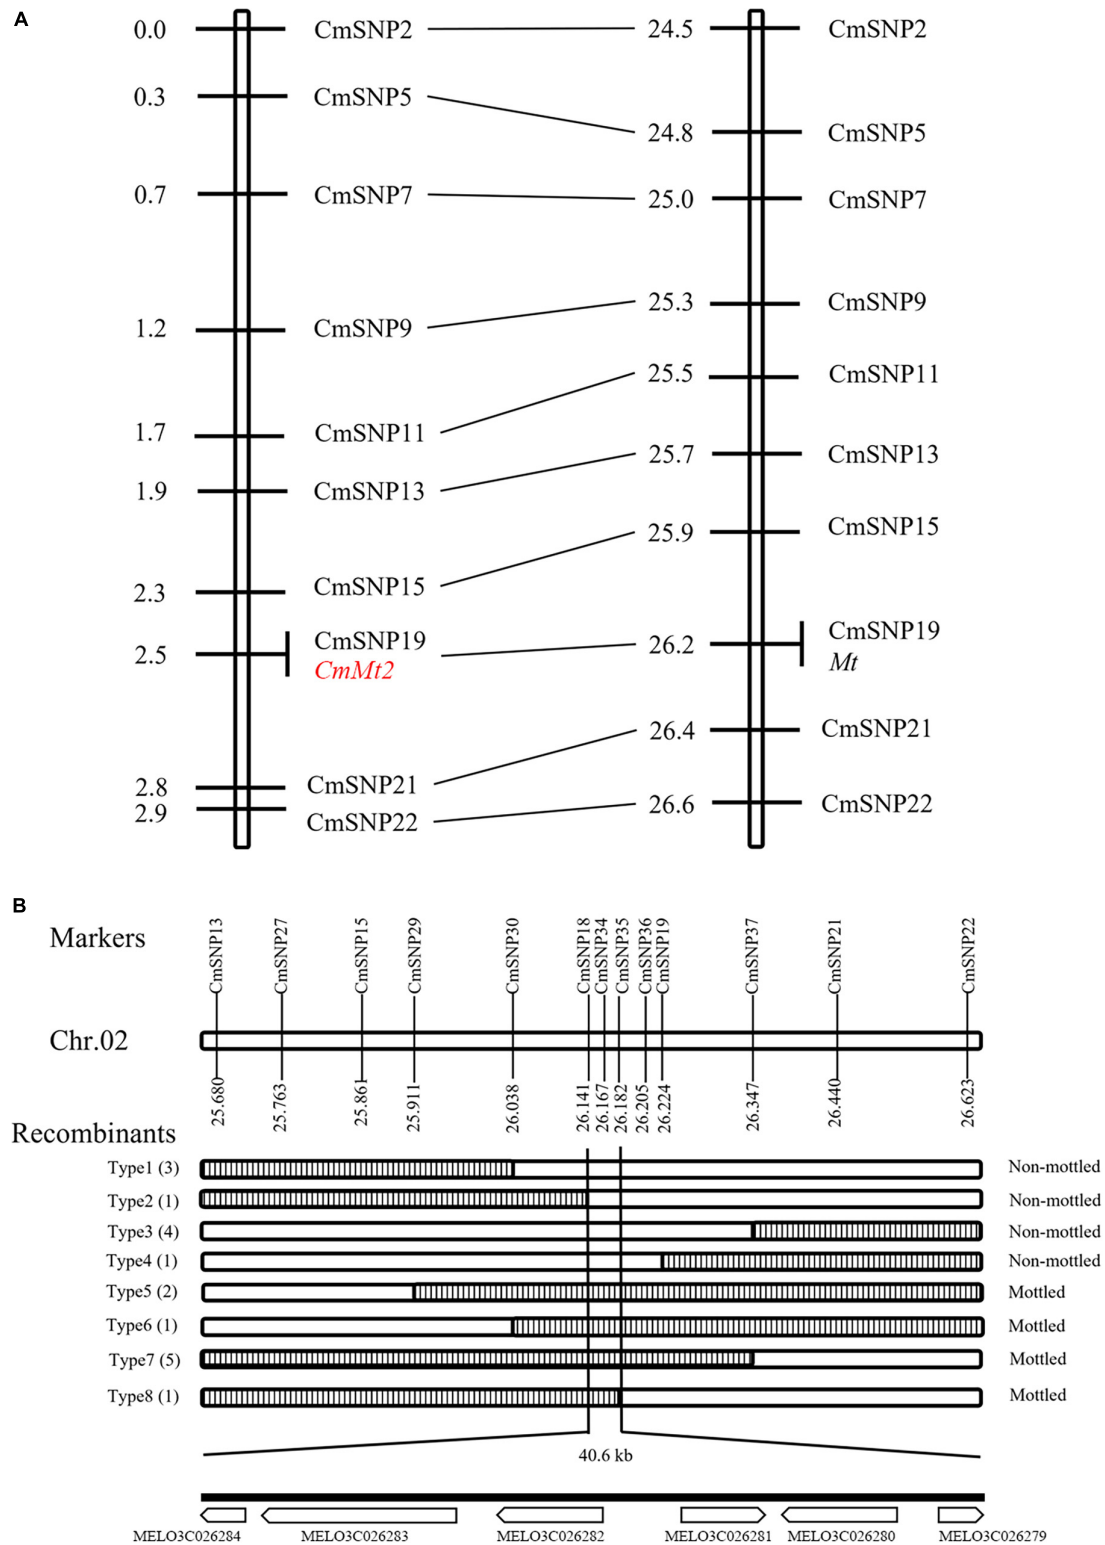 A
0.0 CmSNP2 24.5 CmSNP2
0.3 CmSNP5 24.8 CmSNP5
0.7 CmSNP7 25.0 CmSNP7
1.2 CmSNP9 25.3 CmSNP9
1.7 CmSNP11 25.5 CmSNP11
1.9 CmSNP13 25.7 CmSNP13
2.3 CmSNP15 25.9 CmSNP15
2.5 CmSNP19 26.2 CmSNP19
CmMt2 Mt
2.8 CmSNP21 26.4 CmSNP21
2.9 CmSNP22 26.6 CmSNP22
B
Markers CmSNP13 CmSNP27 CmSNP15 CmSNP29 CmSNP30 CmSNP18 CmSNP34 CmSNP35 CmSNP36 CmSNP19 CmSNP37 CmSNP21 CmSNP22
Chr.02
25.680 25.763 25.861 25.911 26.038 26.141 26.167 26.182 26.205 26.224 26.347 26.440 26.623
Recombinants
Type1 (3) Non-mottled
Type2 (1) Non-mottled
Type3 (4) Non-mottled
Type4 (1) Non-mottled
Type5 (2) Mottled
Type6 (1) Mottled
Type7 (5) Mottled
Type8 (1) Mottled
40.6 kb
MELO3C026284 MELO3C026283 MELO3C026282 MELO3C026281 MELO3C026280 MELO3C026279